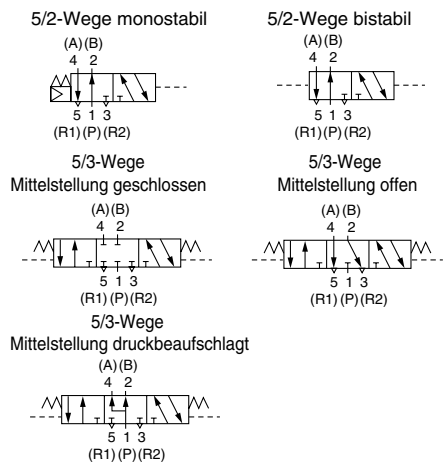 5/2-Wege monostabil
(A) (B)
4 2
5 1 3
(R1) (P) (R2)
5/2-Wege bistabil
(A) (B)
4 2
5 1 3
(R1) (P) (R2)
5/3-Wege
Mittelstellung geschlossen
(A) (B)
4 2
5 1 3
(R1) (P) (R2)
5/3-Wege
Mittelstellung offen
(A) (B)
4 2
5 1 3
(R1) (P) (R2)
5/3-Wege
Mittelstellung druckbeaufschlagt
(A) (B)
4 2
5 1 3
(R1) (P) (R2)